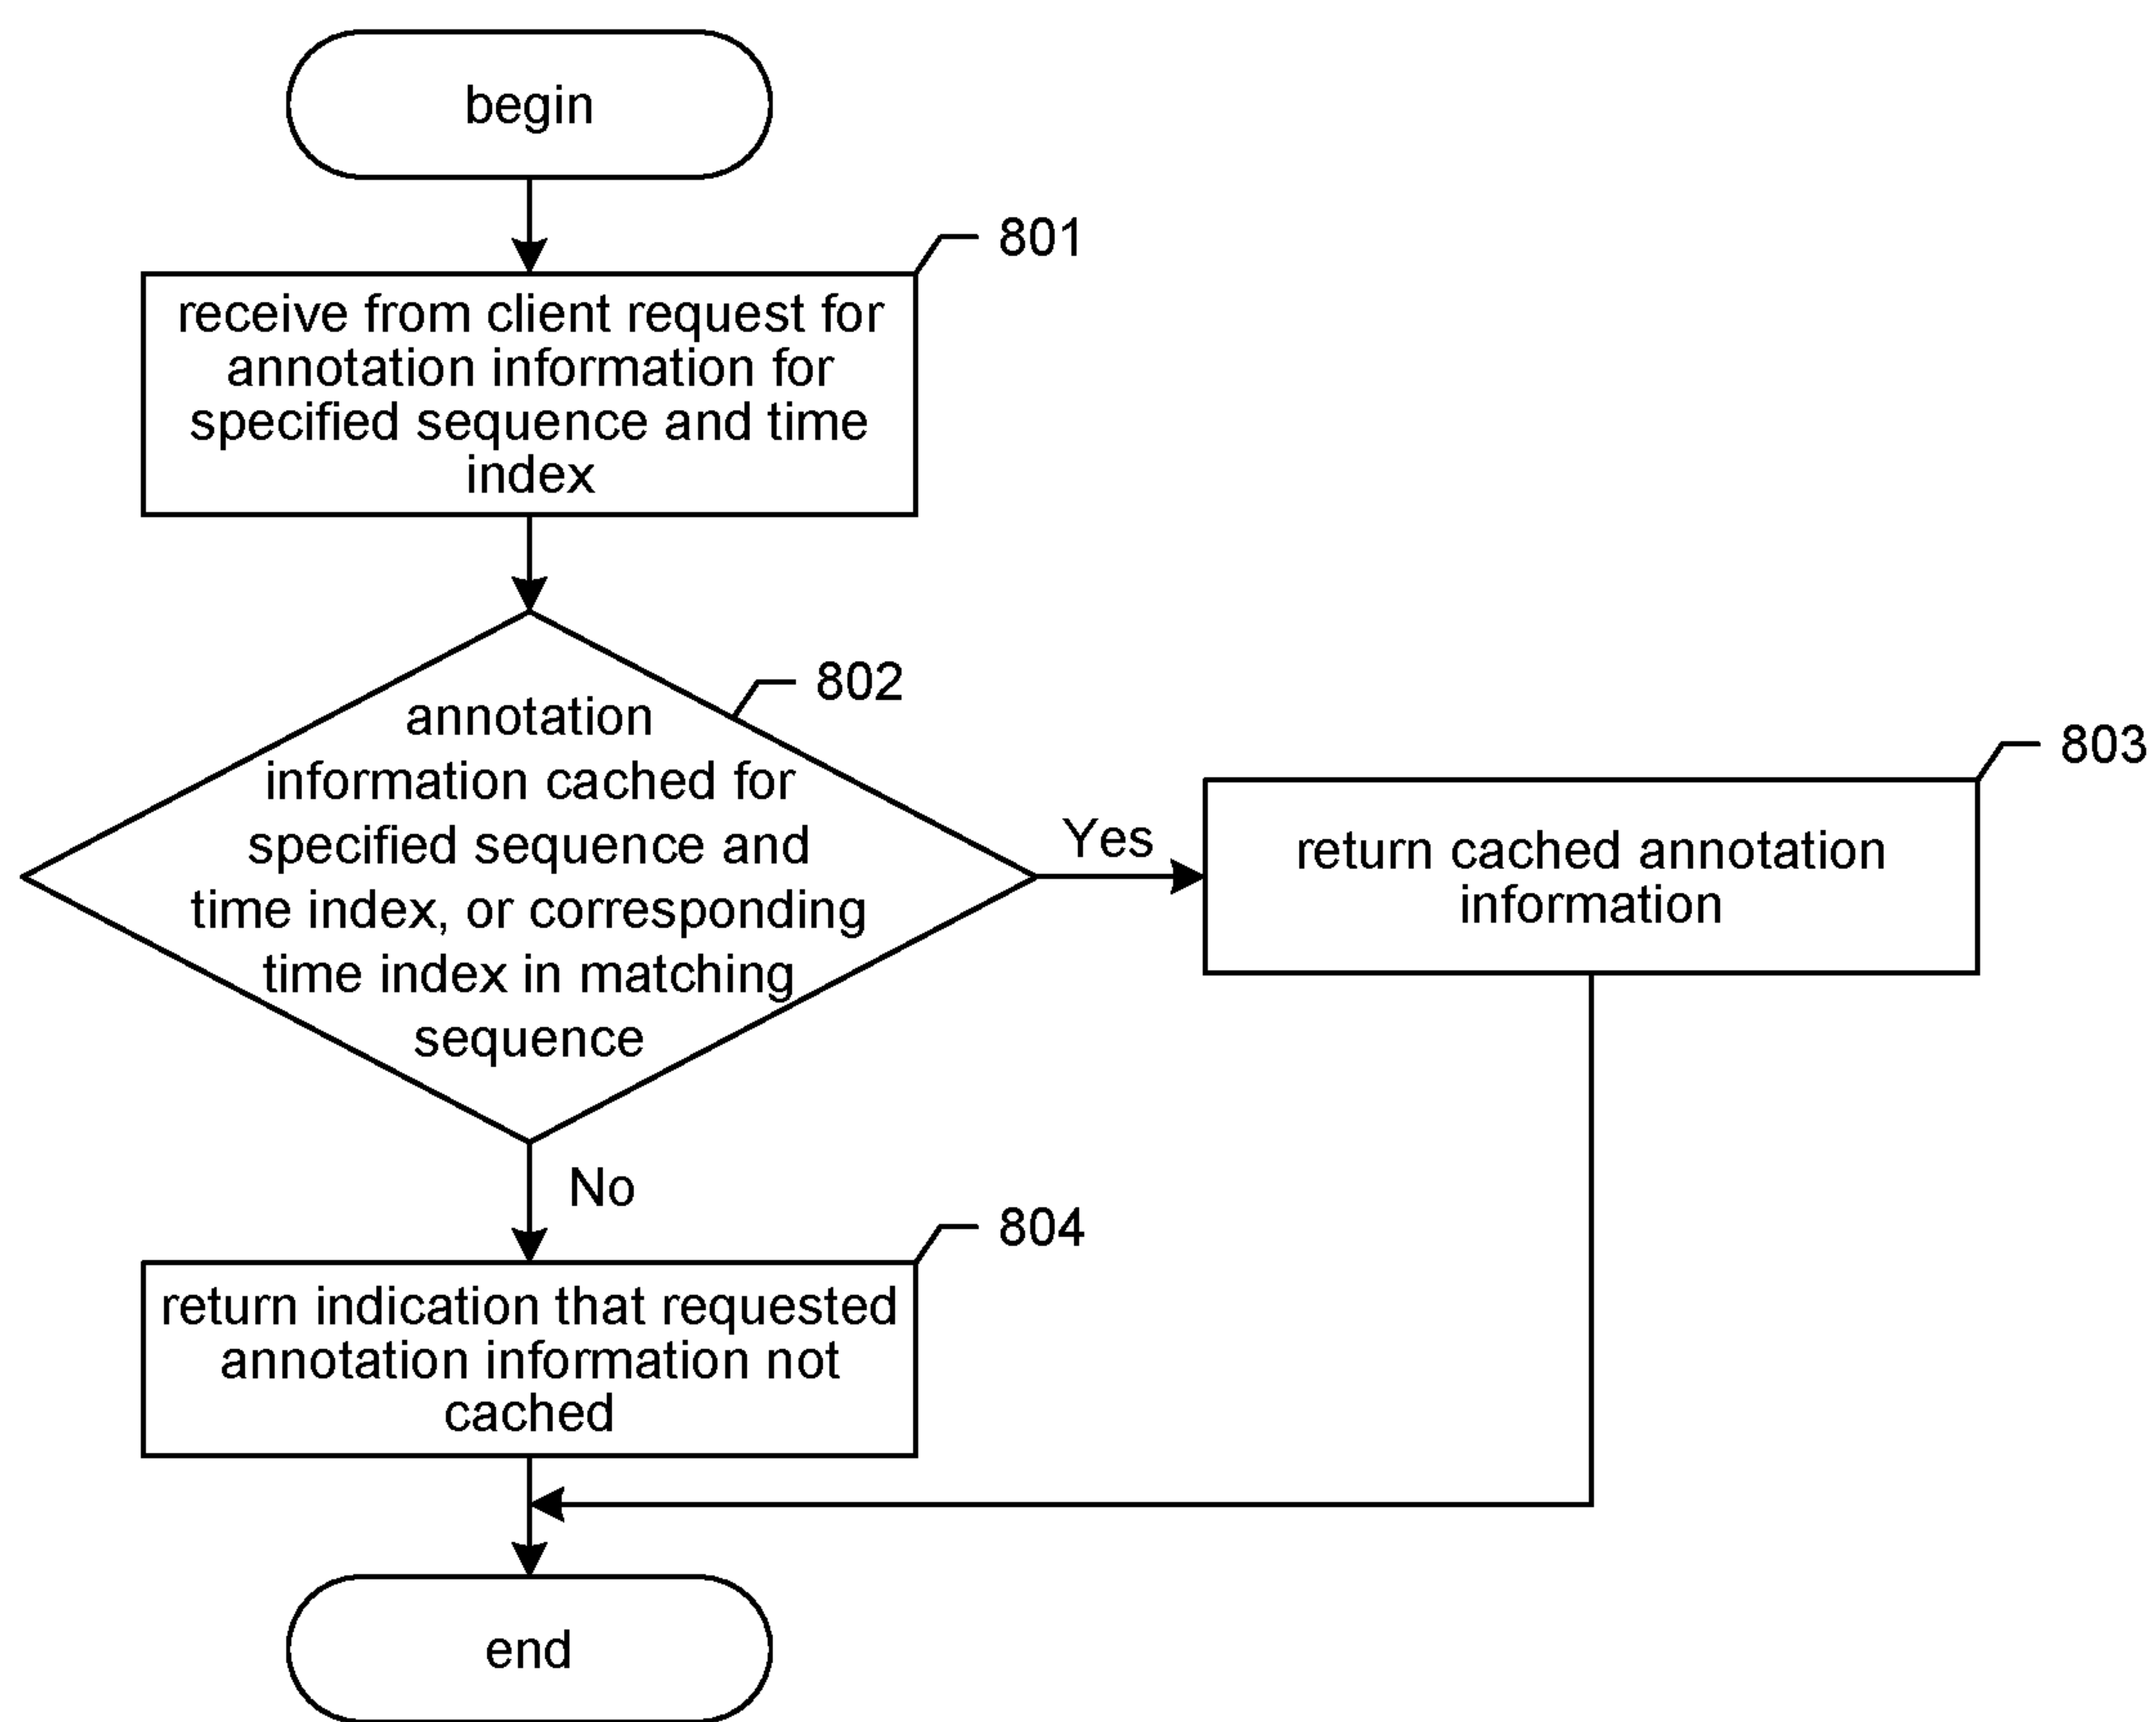 begin
801
receive from client request for
annotation information for
specified sequence and time
index
802
annotation
information cached for
specified sequence and
time index, or corresponding
time index in matching
sequence
Yes
803
return cached annotation
information
No
804
return indication that requested
annotation information not
cached
end